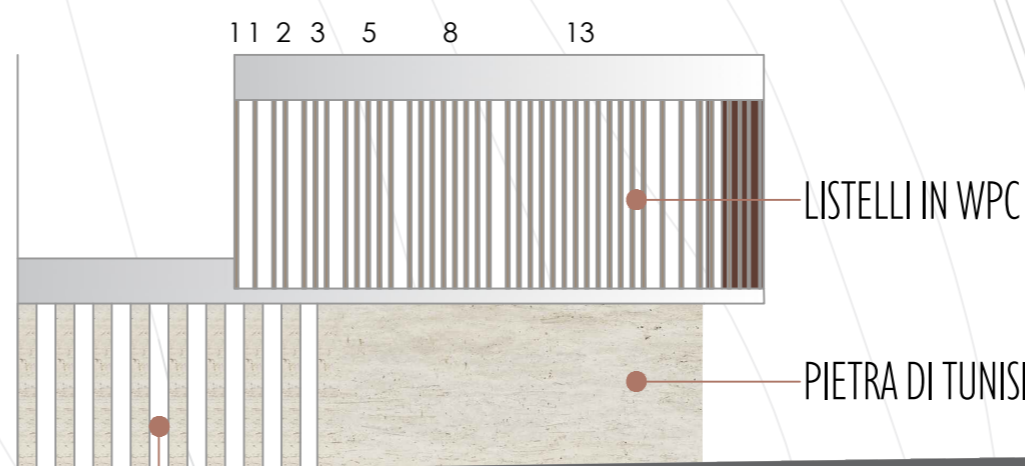 1 1 2 3 5 8 13
LISTELLI IN WPC
PIETRA DI TUNISI